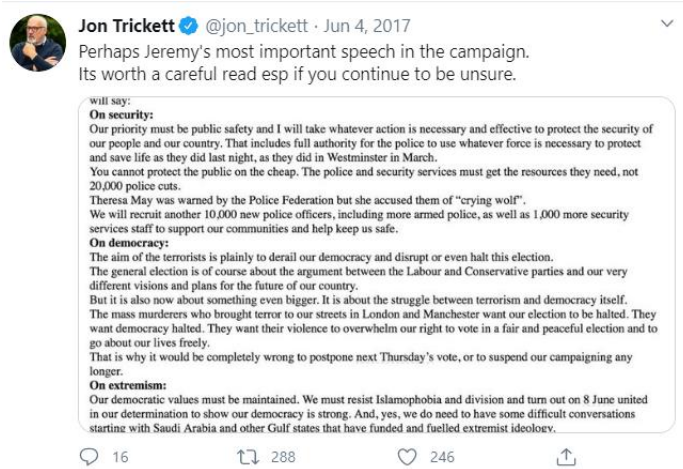 Jon Trickett @jon_trickett · Jun 4, 2017
Perhaps Jeremy's most important speech in the campaign.
Its worth a careful read esp if you continue to be unsure.
will say:
On security:
Our priority must be public safety and I will take whatever action is necessary and effective to protect the security of
our people and our country. That includes full authority for the police to use whatever force is necessary to protect
and save life as they did last night, as they did in Westminster in March.
You cannot protect the public on the cheap. The police and security services must get the resources they need, not
20,000 police cuts.
Theresa May was warned by the Police Federation but she accused them of “crying wolf”.
We will recruit another 10,000 new police officers, including more armed police, as well as 1,000 more security
services staff to support our communities and help keep us safe.
On democracy:
The aim of the terrorists is plainly to derail our democracy and disrupt or even halt this election.
The general election is of course about the argument between the Labour and Conservative parties and our very
different visions and plans for the future of our country.
But it is also now about something even bigger. It is about the struggle between terrorism and democracy itself.
The mass murderers who brought terror to our streets in London and Manchester want our election to be halted. They
want democracy halted. They want their violence to overwhelm our right to vote in a fair and peaceful election and to
go about our lives freely.
That is why it would be completely wrong to postpone next Thursday’s vote, or to suspend our campaigning any
longer.
On extremism:
Our democratic values must be maintained. We must resist Islamophobia and division and turn out on 8 June united
in our determination to show our democracy is strong. And, yes, we do need to have some difficult conversations
starting with Saudi Arabia and other Gulf states that have funded and fuelled extremist ideology.
16 288 246